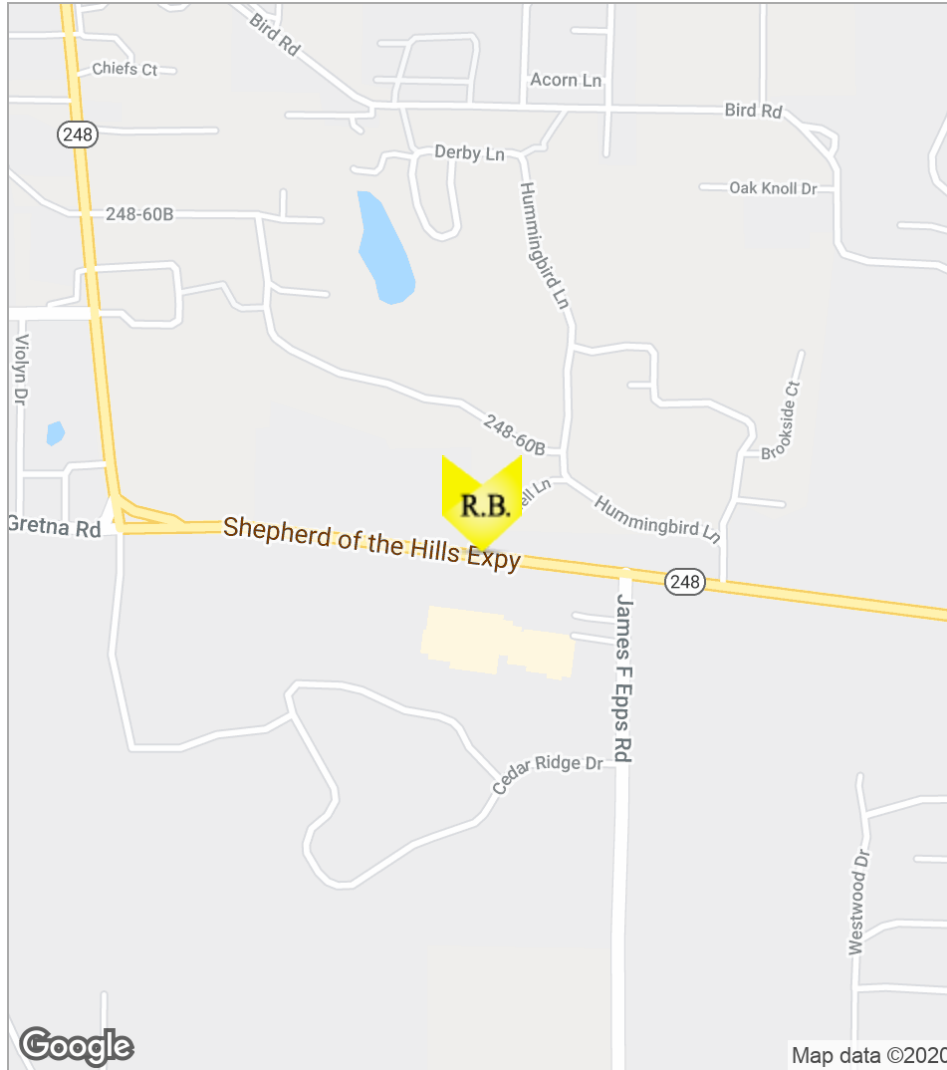 Bird Rd
Chiefs Ct
Acorn Ln
Bird Rd
248
Derby Ln
Oak Knoll Dr
248-60B
Hummingbird Ln
Violyn Dr
Brookside Ct
248-60B
R.B.
ell Ln
Hummingbird Ln
Gretna Rd
Shepherd of the Hills Expy
248
James F Epps Rd
Cedar Ridge Dr
Westwood Dr
Google
Map data ©2020